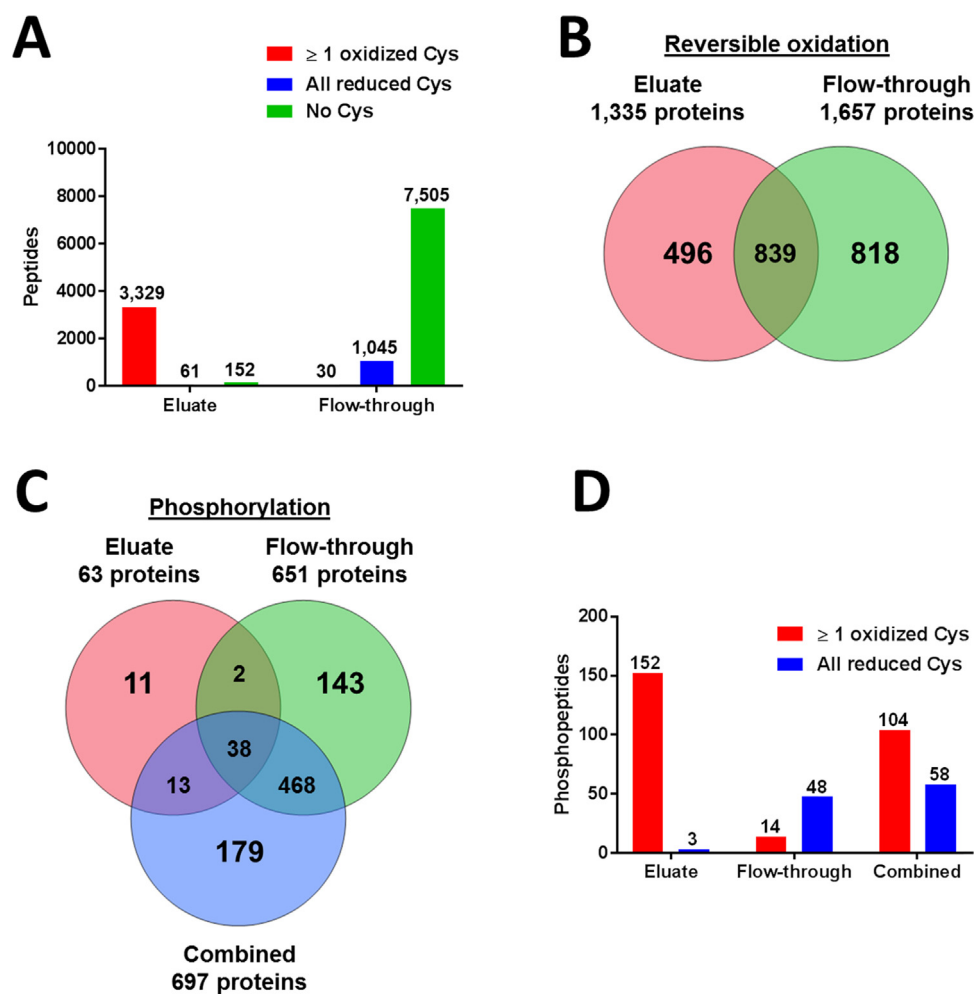 A
≥ 1 oxidized Cys
All reduced Cys
No Cys
Peptides
10000
8000
6000
4000
2000
0
3,329
61
152
30
1,045
7,505
Eluate
Flow-through
B
Reversible oxidation
Eluate
1,335 proteins
Flow-through
1,657 proteins
496
839
818
C
Phosphorylation
Eluate
63 proteins
Flow-through
651 proteins
11
2
143
38
13
468
179
Combined
697 proteins
D
≥ 1 oxidized Cys
All reduced Cys
Phosphopeptides
200
150
100
50
0
152
3
14
48
104
58
Eluate
Flow-through
Combined